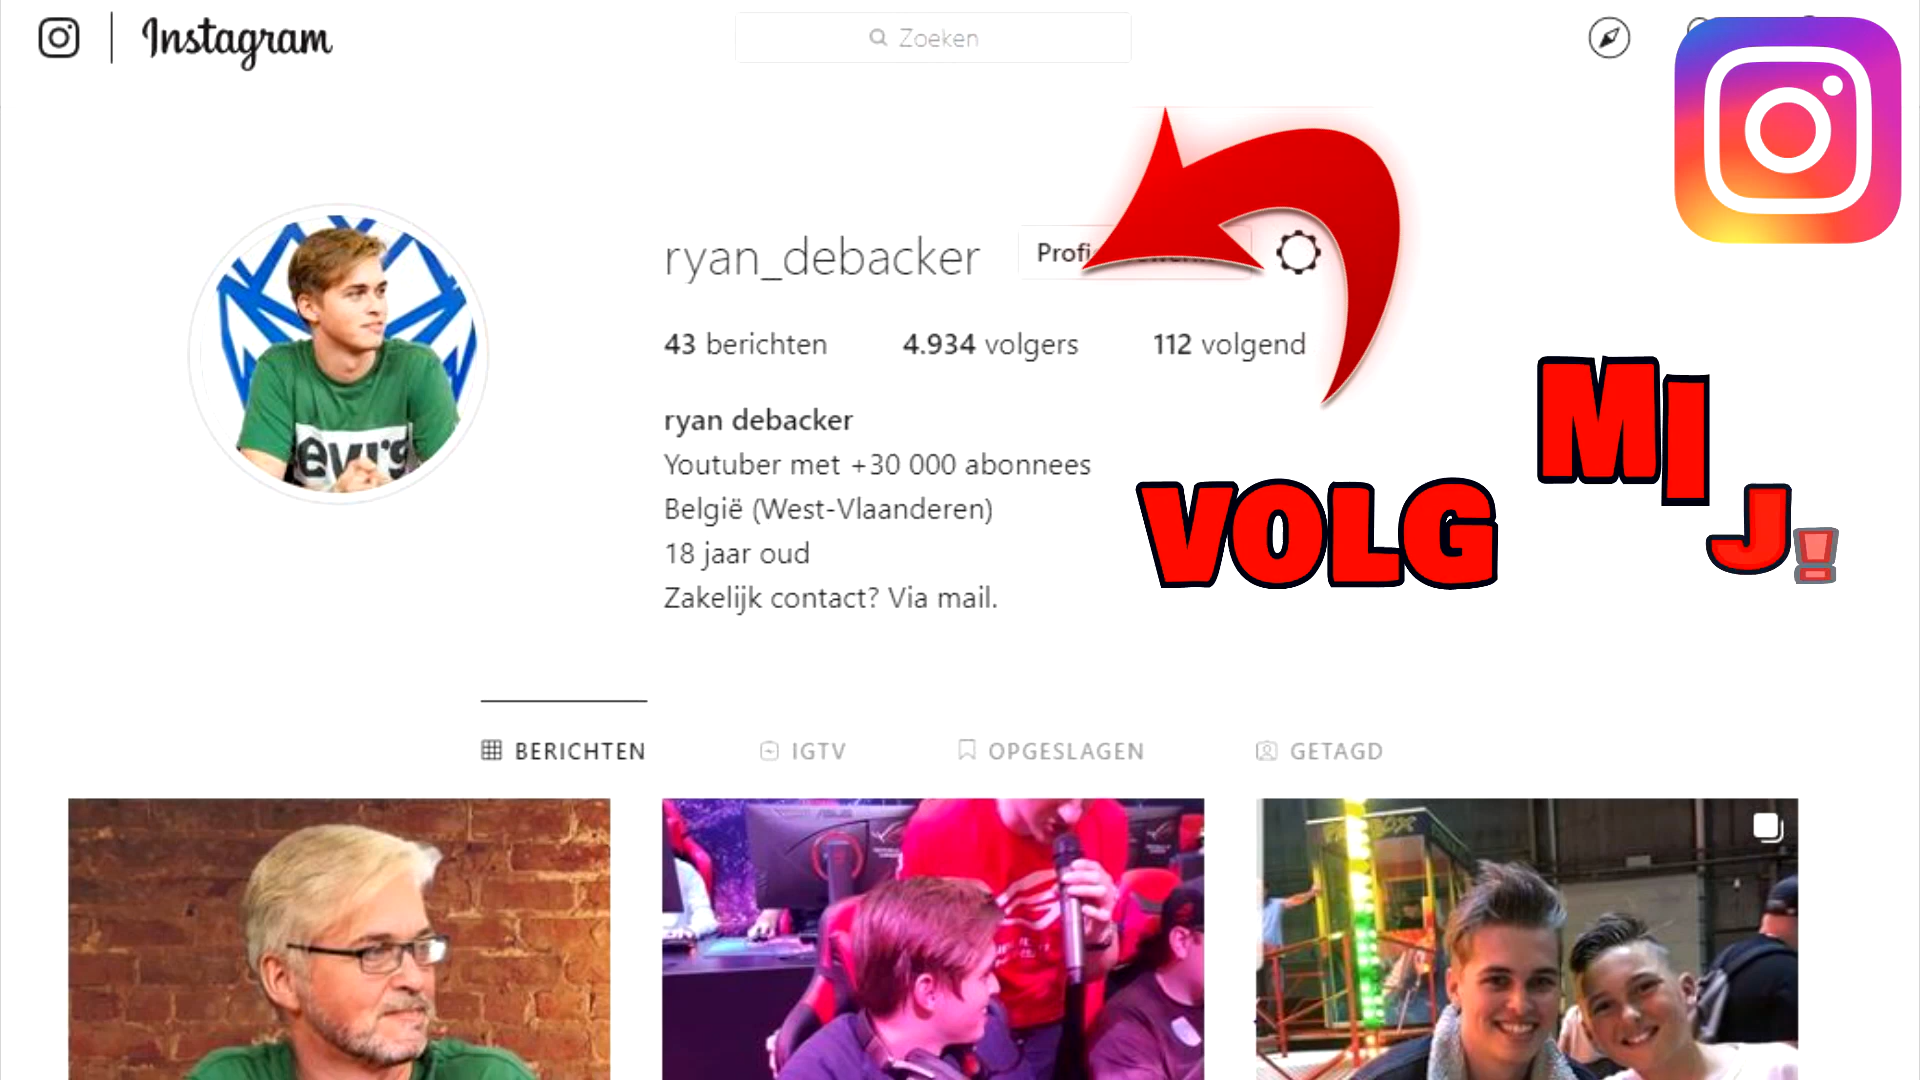 Instagram
Zoeken
ryan_debacker
43 berichten 4.934 volgers 112 volgend
ryan debacker
Youtuber met +30 000 abonnees
België (West-Vlaanderen)
18 jaar oud
Zakelijk contact? Via mail.
VOLG MIJ!
BERICHTEN IGTV OPGESLAGEN GETAGD